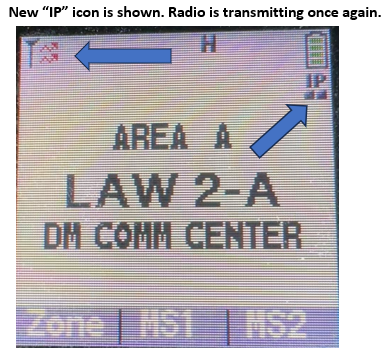 New “IP” icon is shown. Radio is transmitting once again.
H
IP
AREA A
LAW 2-A
DM COMM CENTER
Zone | MS1 | MS2